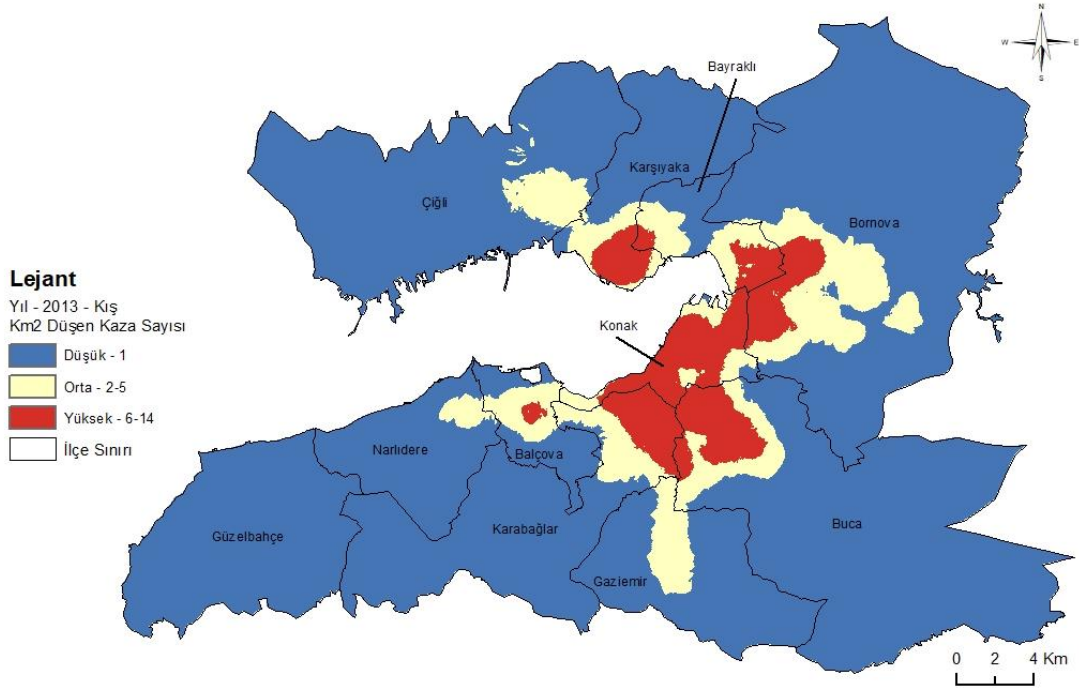 N
W
E
S
Bayraklı
Karşıyaka
Çiğli
Bornova
Lejant
Yıl - 2013 - Kış
Km2 Düşen Kaza Sayısı
Düşük - 1
Orta - 2-5
Yüksek - 6-14
İlçe Sınırı
Konak
Narlıdere
Balçova
Güzelbahçe
Karabağlar
Buca
Gaziemir
0 2 4 Km